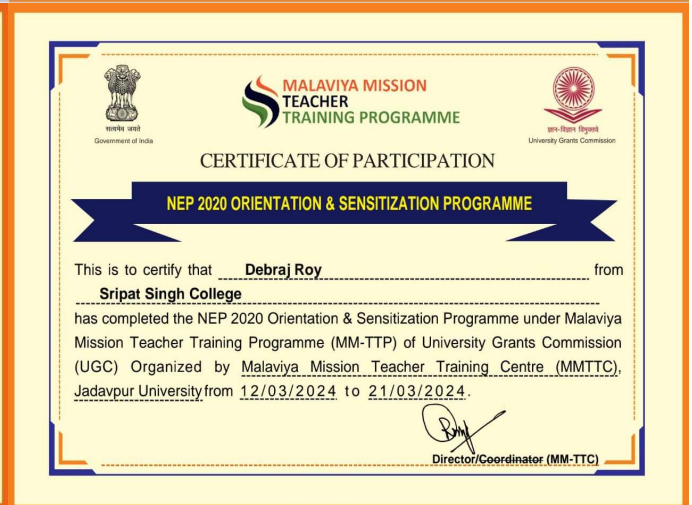 सत्यमेव जयते
Government of India
MALAVIYA MISSION
TEACHER
TRAINING PROGRAMME
ज्ञान-विज्ञान विमुक्तये
University Grants Commission
CERTIFICATE OF PARTICIPATION
NEP 2020 ORIENTATION & SENSITIZATION PROGRAMME
This is to certify that Debraj Roy from
Sripat Singh College
has completed the NEP 2020 Orientation & Sensitization Programme under Malaviya
Mission Teacher Training Programme (MM-TTP) of University Grants Commission
(UGC) Organized by Malaviya Mission Teacher Training Centre (MMTTC),
Jadavpur University from 12/03/2024 to 21/03/2024.
Director/Coordinator (MM-TTC)